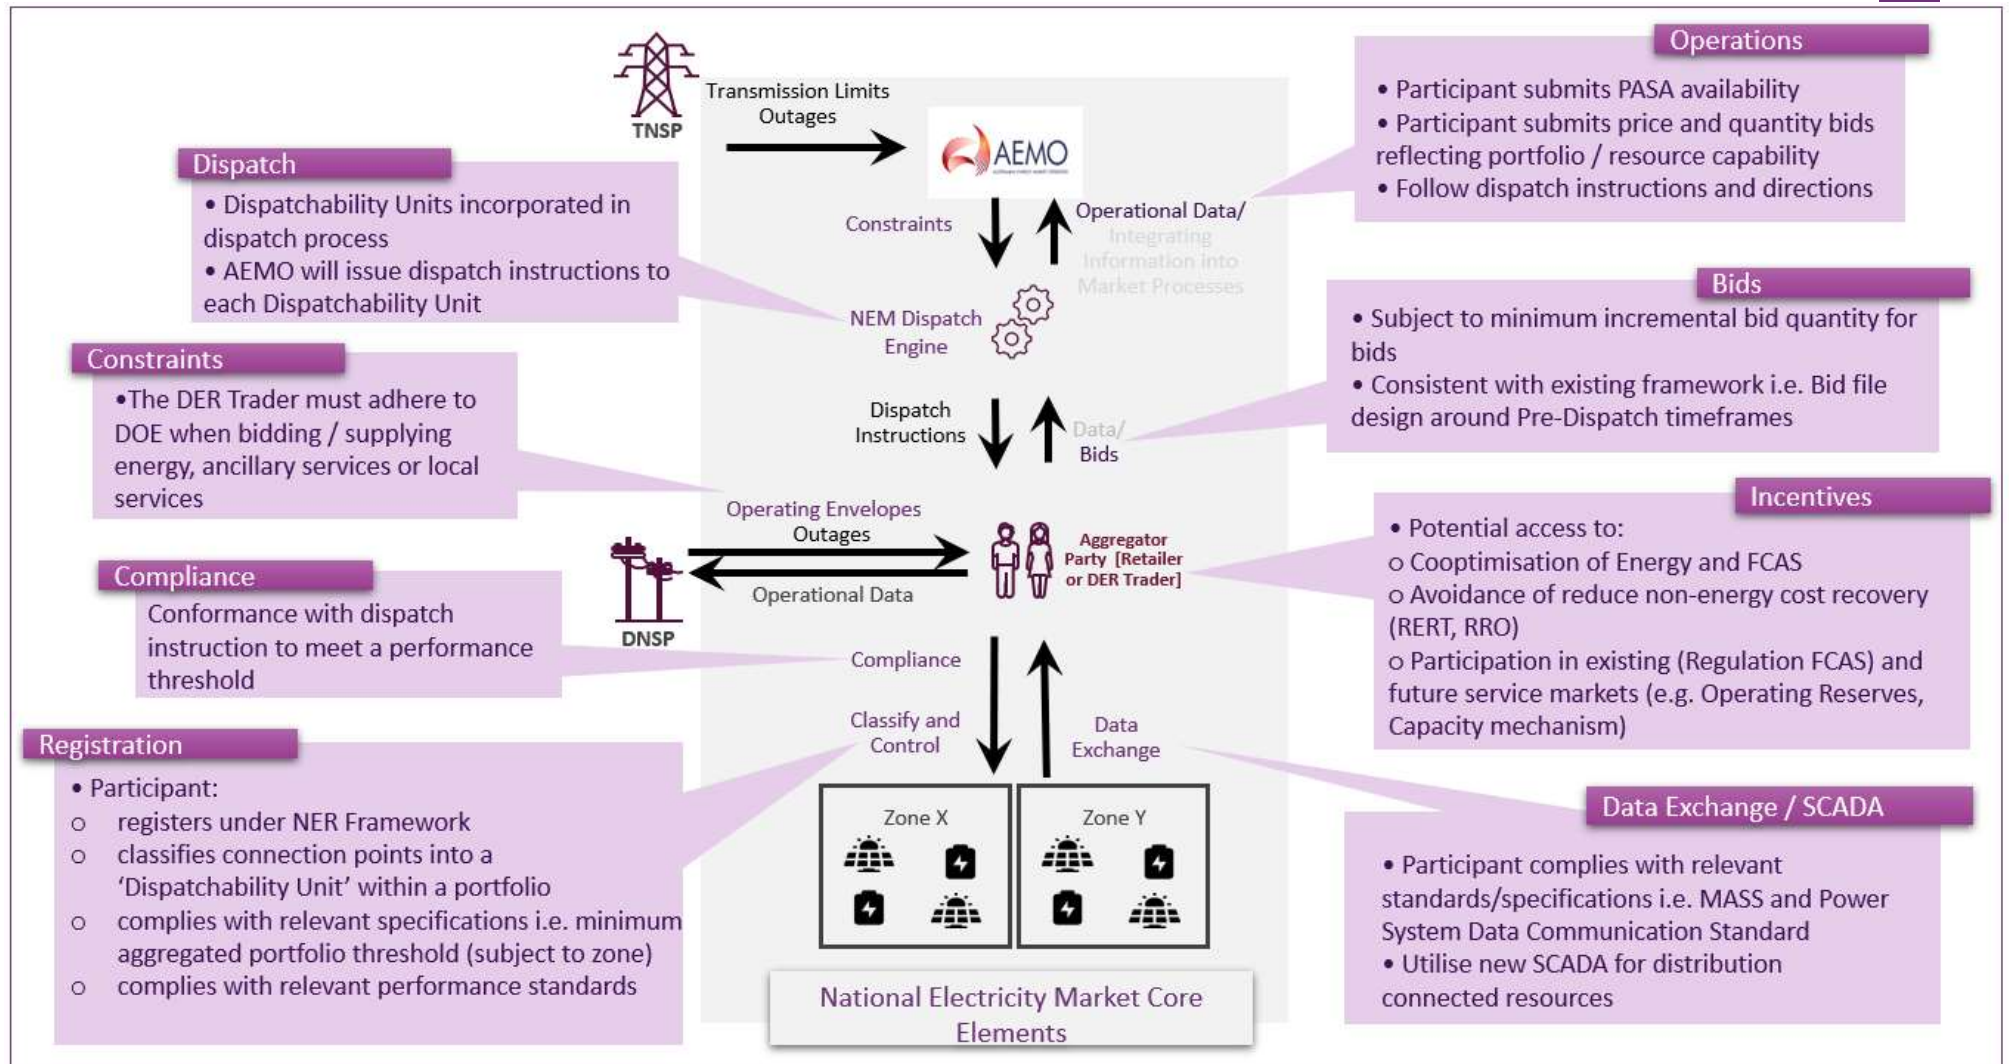 Operations
• Participant submits PASA availability
• Participant submits price and quantity bids
reflecting portfolio / resource capability
• Follow dispatch instructions and directions
TNSP
Transmission Limits
Outages
AEMO
Dispatch
• Dispatchability Units incorporated in
dispatch process
• AEMO will issue dispatch instructions to
each Dispatchability Unit
Constraints
Operational Data/
Integrating
Information into
Market Processes
NEM Dispatch
Engine
Bids
• Subject to minimum incremental bid quantity for
bids
• Consistent with existing framework i.e. Bid file
design around Pre-Dispatch timeframes
Constraints
•The DER Trader must adhere to
DOE when bidding / supplying
energy, ancillary services or local
services
Dispatch
Instructions
Data/
Bids
Operating Envelopes
Outages
Operational Data
DNSP
Aggregator
Party [Retailer
or DER Trader]
Incentives
• Potential access to:
o Cooptimisation of Energy and FCAS
o Avoidance of reduce non-energy cost recovery
(RERT, RRO)
o Participation in existing (Regulation FCAS) and
future service markets (e.g. Operating Reserves,
Capacity mechanism)
Compliance
Conformance with dispatch
instruction to meet a performance
threshold
Compliance
Classify and
Control
Data
Exchange
Registration
• Participant:
o registers under NER Framework
o classifies connection points into a
‘Dispatchability Unit’ within a portfolio
o complies with relevant specifications i.e. minimum
aggregated portfolio threshold (subject to zone)
o complies with relevant performance standards
Zone X
Zone Y
Data Exchange / SCADA
• Participant complies with relevant
standards/specifications i.e. MASS and Power
System Data Communication Standard
• Utilise new SCADA for distribution
connected resources
National Electricity Market Core
Elements